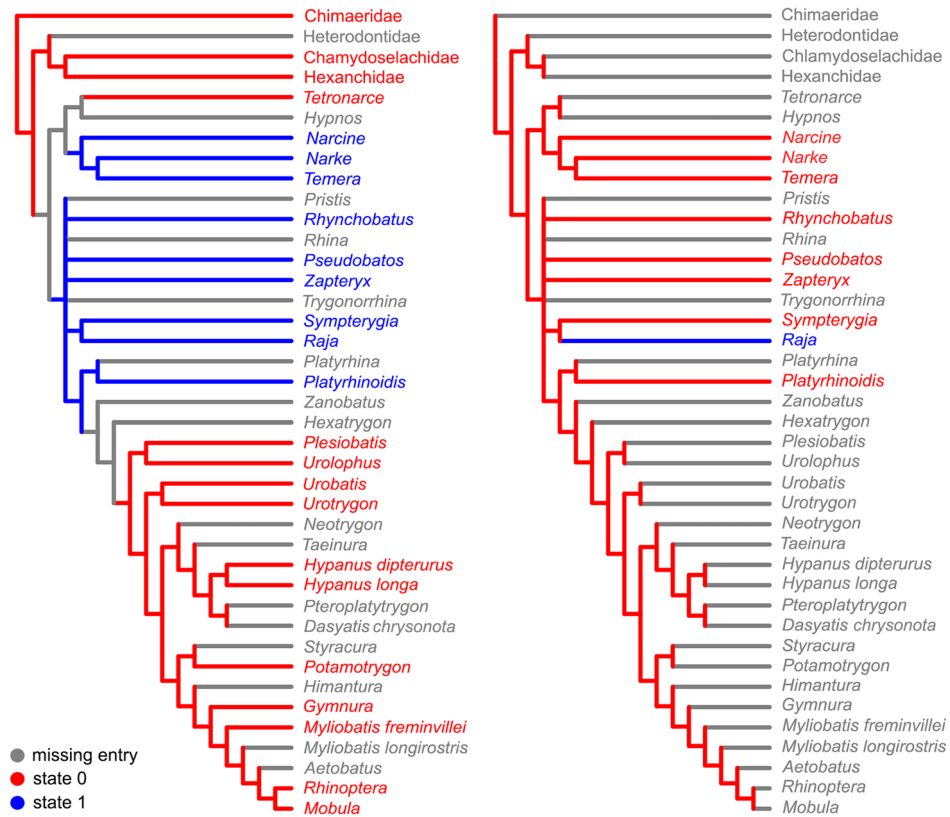 Chimaeridae
Heterodontidae
Chamydoselachidae
Hexanchidae
Tetronarce
Hypnos
Narcine
Narke
Temera
Pristis
Rhynchobatus
Rhina
Pseudobatos
Zapteryx
Trygonorrhina
Sympterygia
Raja
Platyrhina
Platyrhinoidis
Zanobatus
Hexatrygon
Plesiobatis
Urolophus
Urobatis
Urotrygon
Neotrygon
Taeinura
Hypanus dipterurus
Hypanus longa
Pteroplatytrygon
Dasyatis chrysonota
Styracura
Potamotrygon
Himantura
Gymnura
Myliobatis freminvillei
Myliobatis longirostris
Aetobatus
Rhinoptera
Mobula
missing entry
state 0
state 1
Chimaeridae
Heterodontidae
Chlamydoselachidae
Hexanchidae
Tetronarce
Hypnos
Narcine
Narke
Temera
Pristis
Rhynchobatus
Rhina
Pseudobatos
Zapteryx
Trygonorrhina
Sympterygia
Raja
Platyrhina
Platyrhinoidis
Zanobatus
Hexatrygon
Plesiobatis
Urolophus
Urobatis
Urotrygon
Neotrygon
Taeinura
Hypanus dipterurus
Hypanus longa
Pteroplatytrygon
Dasyatis chrysonota
Styracura
Potamotrygon
Himantura
Gymnura
Myliobatis freminvillei
Myliobatis longirostris
Aetobatus
Rhinoptera
Mobula